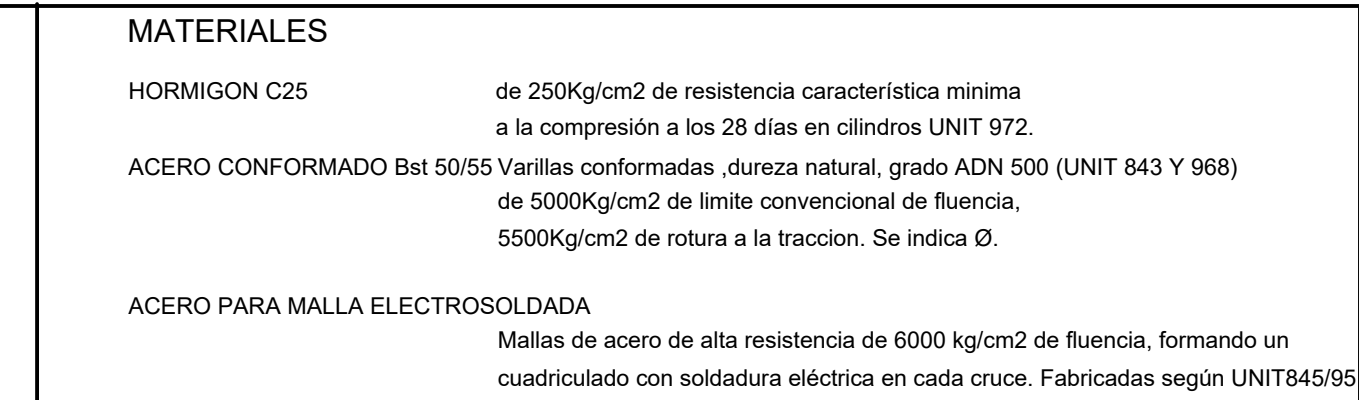 MATERIALES
HORMIGON C25 de 250Kg/cm2 de resistencia característica minima
a la compresión a los 28 días en cilindros UNIT 972.
ACERO CONFORMADO Bst 50/55 Varillas conformadas ,dureza natural, grado ADN 500 (UNIT 843 Y 968)
de 5000Kg/cm2 de limite convencional de fluencia,
5500Kg/cm2 de rotura a la traccion. Se indica Ø.
ACERO PARA MALLA ELECTROSOLDADA
Mallas de acero de alta resistencia de 6000 kg/cm2 de fluencia, formando un
cuadriculado con soldadura eléctrica en cada cruce. Fabricadas según UNIT845/95